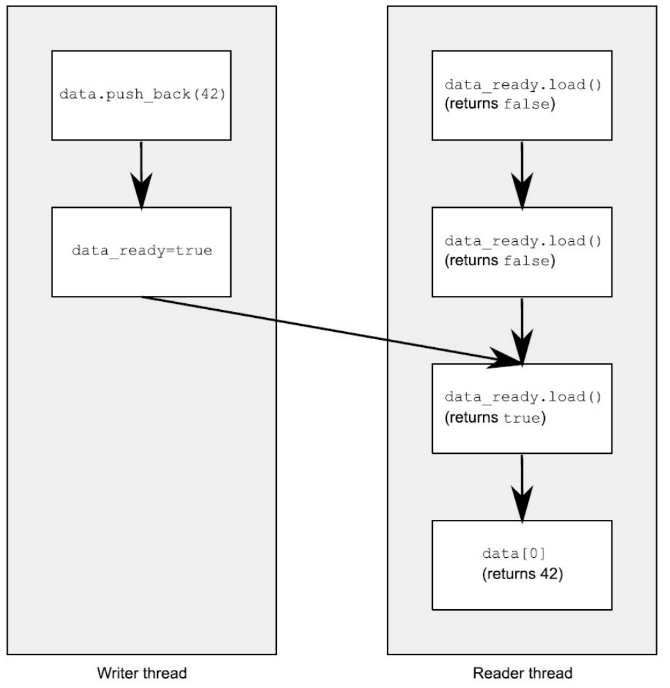 data.push_back(42)
data_ready=true
Writer thread
data_ready.load()
(returns false)
data_ready.load()
(returns false)
data_ready.load()
(returns true)
data[0]
(returns 42)
Reader thread